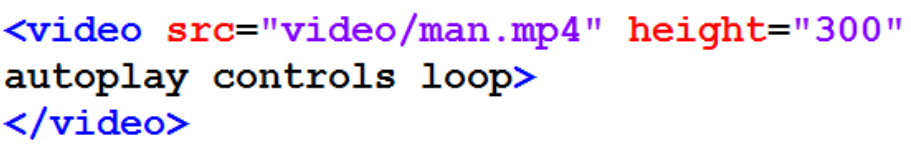 <video src="video/man.mp4" height="300"
autoplay controls loop>
</video>